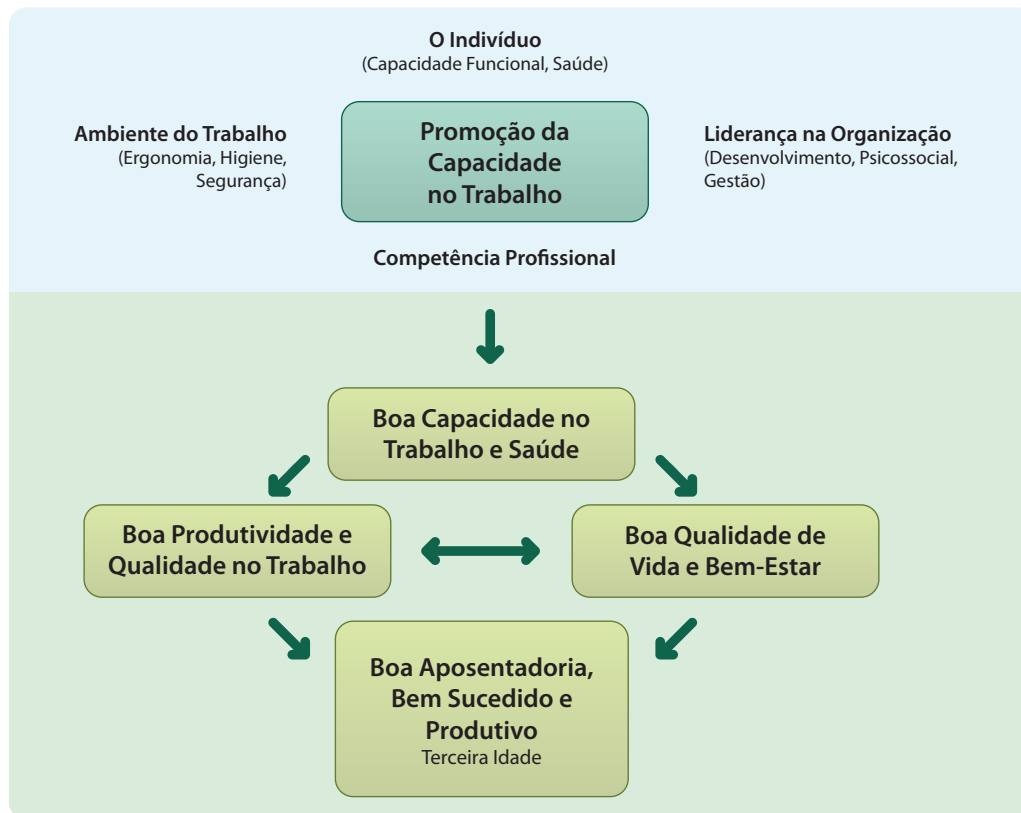 O Indivíduo
(Capacidade Funcional, Saúde)
Ambiente do Trabalho
(Ergonomia, Higiene,
Segurança)
Promoção da
Capacidade
no Trabalho
Liderança na Organização
(Desenvolvimento, Psicossocial,
Gestão)
Competência Profissional
Boa Capacidade no
Trabalho e Saúde
Boa Produtividade e
Qualidade no Trabalho
Boa Qualidade de
Vida e Bem-Estar
Boa Aposentadoria,
Bem Sucedido e
Produtivo
Terceira Idade